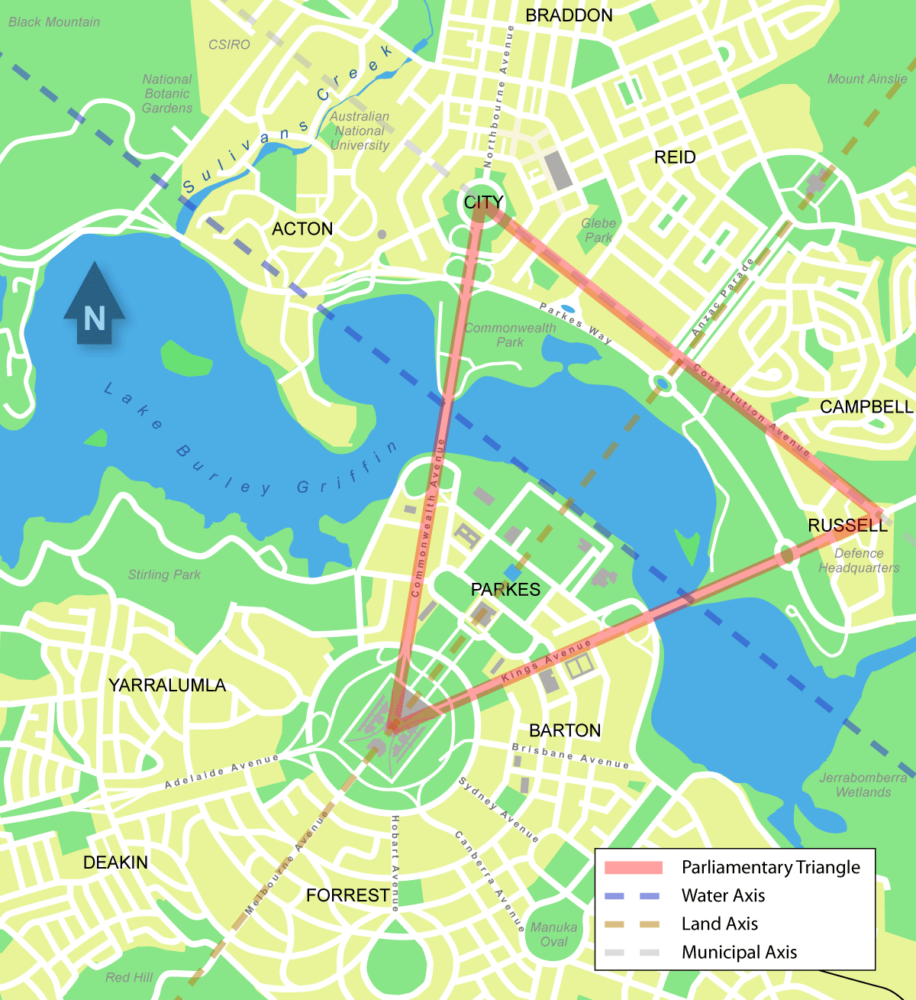 BRADDON
Black Mountain
CSIRO
National
Botanic
Gardens
Sulivans Creek
Australian
National
University
Northbourne Avenue
Mount Ainslie
REID
CITY
ACTON
Glebe
Park
Anzac Parade
Parkes Way
Commonwealth
Park
N
Constitution Avenue
CAMPBELL
Lake Burley Griffin
Commonwealth Avenue
RUSSELL
Defence
Headquarters
Stirling Park
PARKES
Kings Avenue
YARRALUMLA
BARTON
Brisbane Avenue
Adelaide Avenue
Jerrabomberra
Wetlands
Sydney Avenue
Melbourne Avenue
Hobart Avenue
Canberra Avenue
DEAKIN
FORREST
Manuka
Oval
Red Hill
Parliamentary Triangle
Water Axis
Land Axis
Municipal Axis